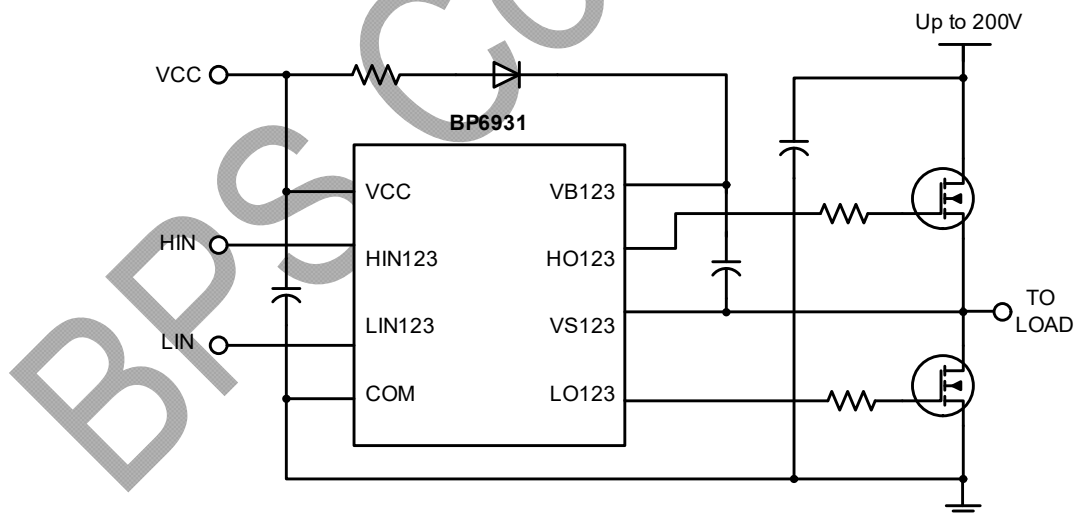 Up to 200V
VCC
BP6931
VCC
VB123
HIN
HIN123
HO123
LIN
LIN123
VS123
TO
LOAD
COM
LO123
BPS